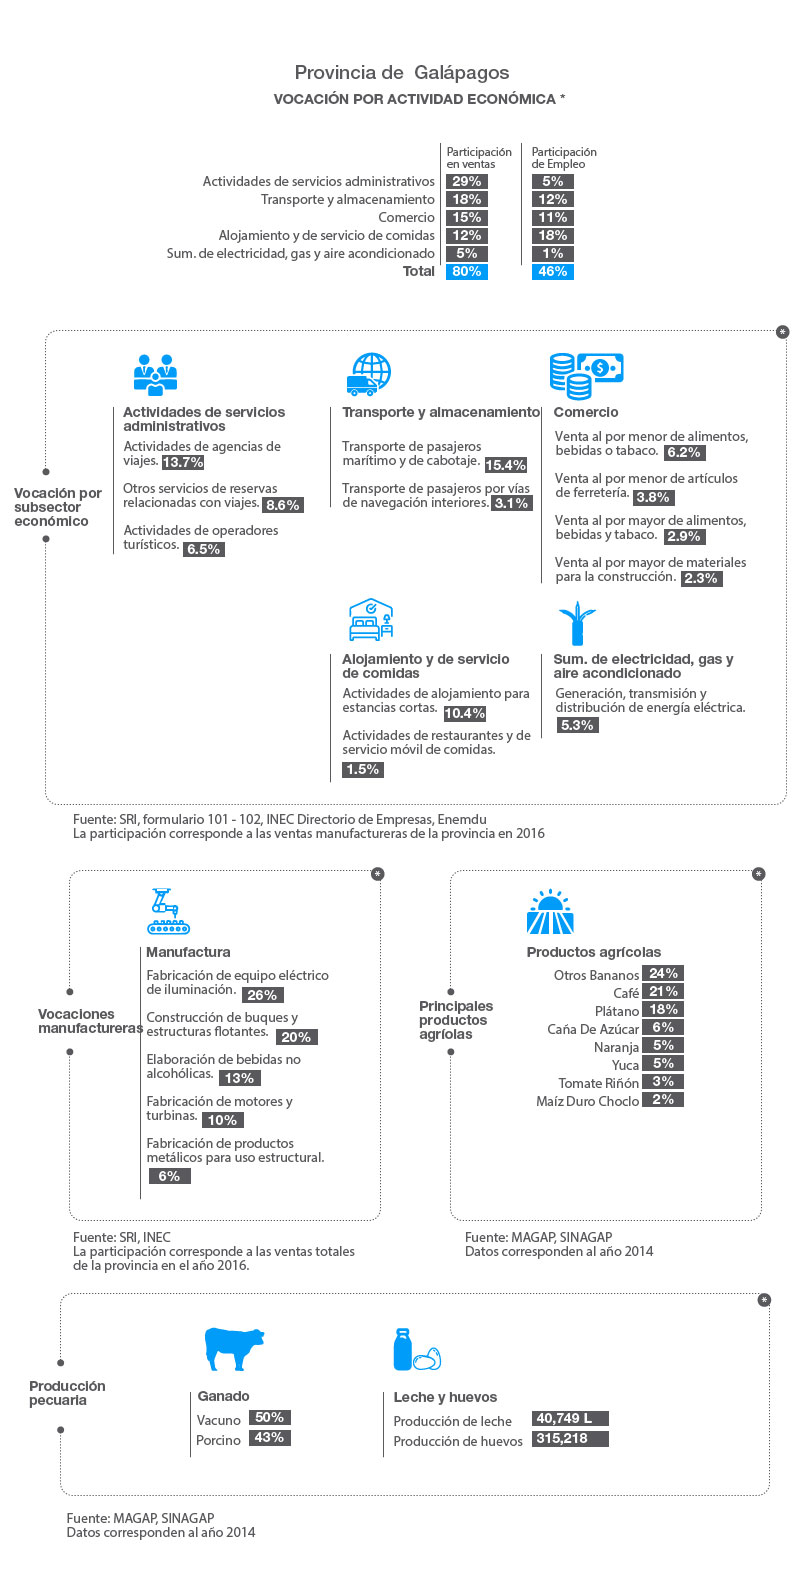 Provincia de Galápagos
VOCACIÓN POR ACTIVIDAD ECONÓMICA *
Participación en ventas
Participación de Empleo
Actividades de servicios administrativos 29% 5%
Transporte y almacenamiento 18% 12%
Comercio 15% 11%
Alojamiento y de servicio de comidas 12% 18%
Sum. de electricidad, gas y aire acondicionado 5% 1%
Total 80% 46%
*
Vocación por
subsector
económico
Actividades de servicios
administrativos
Actividades de agencias de
viajes. 13.7%
Otros servicios de reservas
relacionadas con viajes. 8.6%
Actividades de operadores
turísticos. 6.5%
Transporte y almacenamiento
Transporte de pasajeros
marítimo y de cabotaje. 15.4%
Transporte de pasajeros por vías
de navegación interiores. 3.1%
$
Comercio
Venta al por menor de alimentos,
bebidas o tabaco. 6.2%
Venta al por menor de artículos
de ferretería. 3.8%
Venta al por mayor de alimentos,
bebidas y tabaco. 2.9%
Venta al por mayor de materiales
para la construcción. 2.3%
Alojamiento y de servicio
de comidas
Actividades de alojamiento para
estancias cortas. 10.4%
Actividades de restaurantes y de
servicio móvil de comidas.
1.5%
Sum. de electricidad, gas y
aire acondicionado
Generación, transmisión y
distribución de energía eléctrica.
5.3%
Fuente: SRI, formulario 101 - 102, INEC Directorio de Empresas, Enemdu
La participación corresponde a las ventas manufactureras de la provincia en 2016
*
Vocaciones
manufactureras
Manufactura
Fabricación de equipo eléctrico
de iluminación. 26%
Construcción de buques y
estructuras flotantes. 20%
Elaboración de bebidas no
alcohólicas. 13%
Fabricación de motores y
turbinas. 10%
Fabricación de productos
metálicos para uso estructural.
6%
Fuente: SRI, INEC
La participación corresponde a las ventas totales
de la provincia en el año 2016.
*
Principales
productos
agríolas
Productos agrícolas
Otros Bananos 24%
Café 21%
Plátano 18%
Caña De Azúcar 6%
Naranja 5%
Yuca 5%
Tomate Riñón 3%
Maíz Duro Choclo 2%
Fuente: MAGAP, SINAGAP
Datos corresponden al año 2014
*
Producción
pecuaria
Ganado
Vacuno 50%
Porcino 43%
Leche y huevos
Producción de leche 40,749 L
Producción de huevos 315,218
Fuente: MAGAP, SINAGAP
Datos corresponden al año 2014